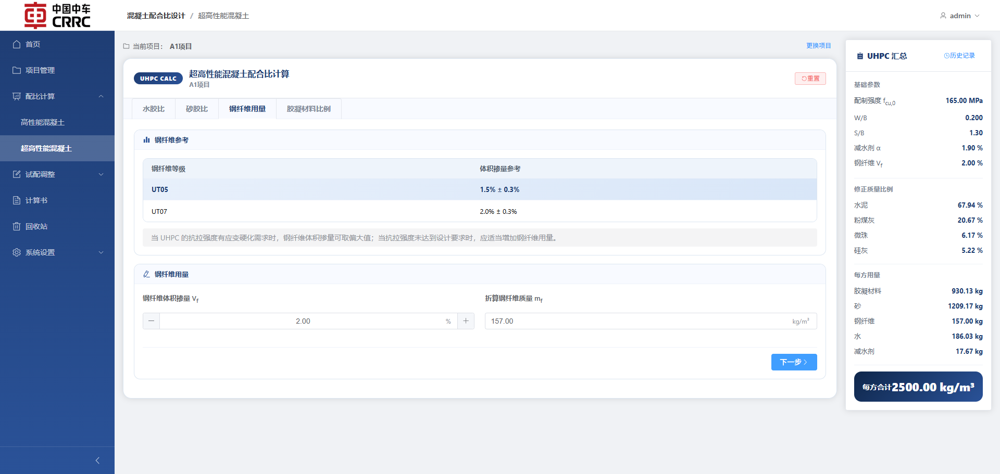 中国中车
CRRC
混凝土配合比设计 / 超高性能混凝土
admin
首页
项目管理
配比计算
高性能混凝土
超高性能混凝土
试配调整
计算书
回收站
系统设置
当前项目： A1项目
更换项目
UHPC CALC
超高性能混凝土配合比计算
A1项目
重置
水胶比
砂胶比
钢纤维用量
胶凝材料比例
钢纤维参考
钢纤维等级 体积掺量参考
UT05 1.5% ± 0.3%
UT07 2.0% ± 0.3%
当 UHPC 的抗拉强度有应变硬化需求时，钢纤维体积掺量可取偏大值；当抗拉强度未达到设计要求时，应适当增加钢纤维用量。
钢纤维用量
钢纤维体积掺量 Vf
2.00 %
折算钢纤维质量 mf
157.00 kg/m³
下一步
UHPC 汇总
历史记录
基础参数
配制强度 fcu,0 165.00 MPa
W/B 0.200
S/B 1.30
减水剂 α 1.90 %
钢纤维 Vf 2.00 %
修正质量比例
水泥 67.94 %
粉煤灰 20.67 %
微珠 6.17 %
硅灰 5.22 %
每方用量
胶凝材料 930.13 kg
砂 1209.17 kg
钢纤维 157.00 kg
水 186.03 kg
减水剂 17.67 kg
每方合计2500.00 kg/m³